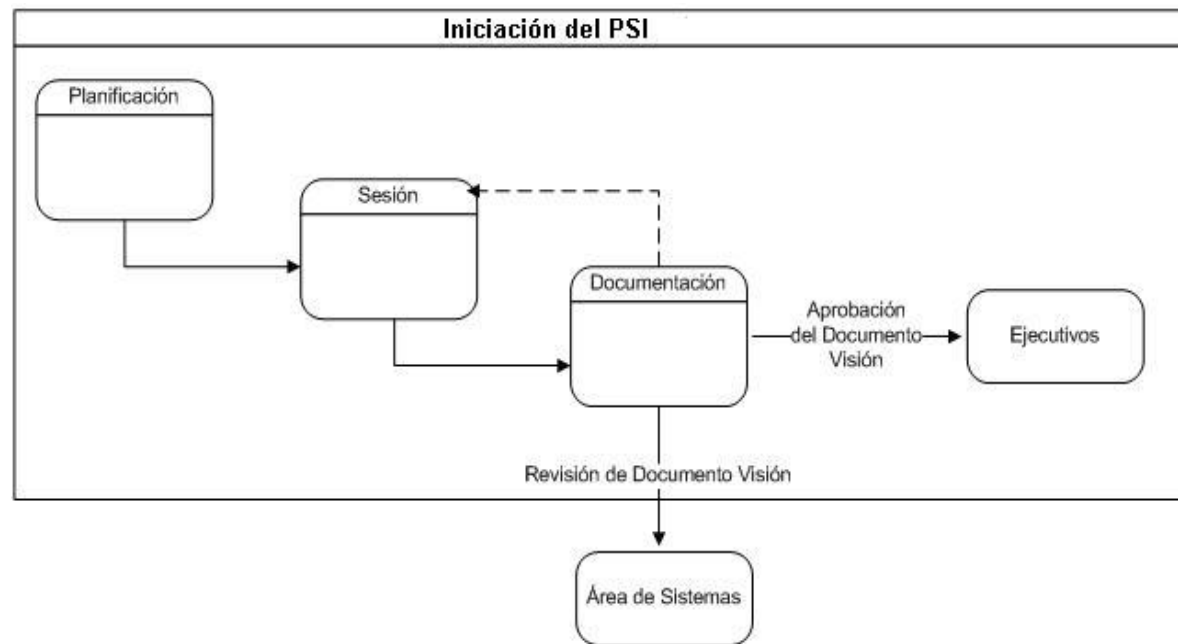 Iniciación del PSI
Planificación
Sesión
Documentación
Aprobación
del Documento
Visión
Ejecutivos
Revisión de Documento Visión
Área de Sistemas